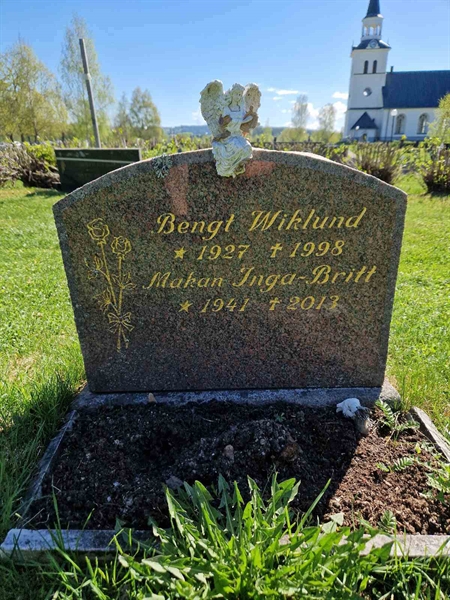 Bengt Wiklund
★ 1927 ✝ 1998
Makan Inga-Britt
★ 1941 ✝ 2013